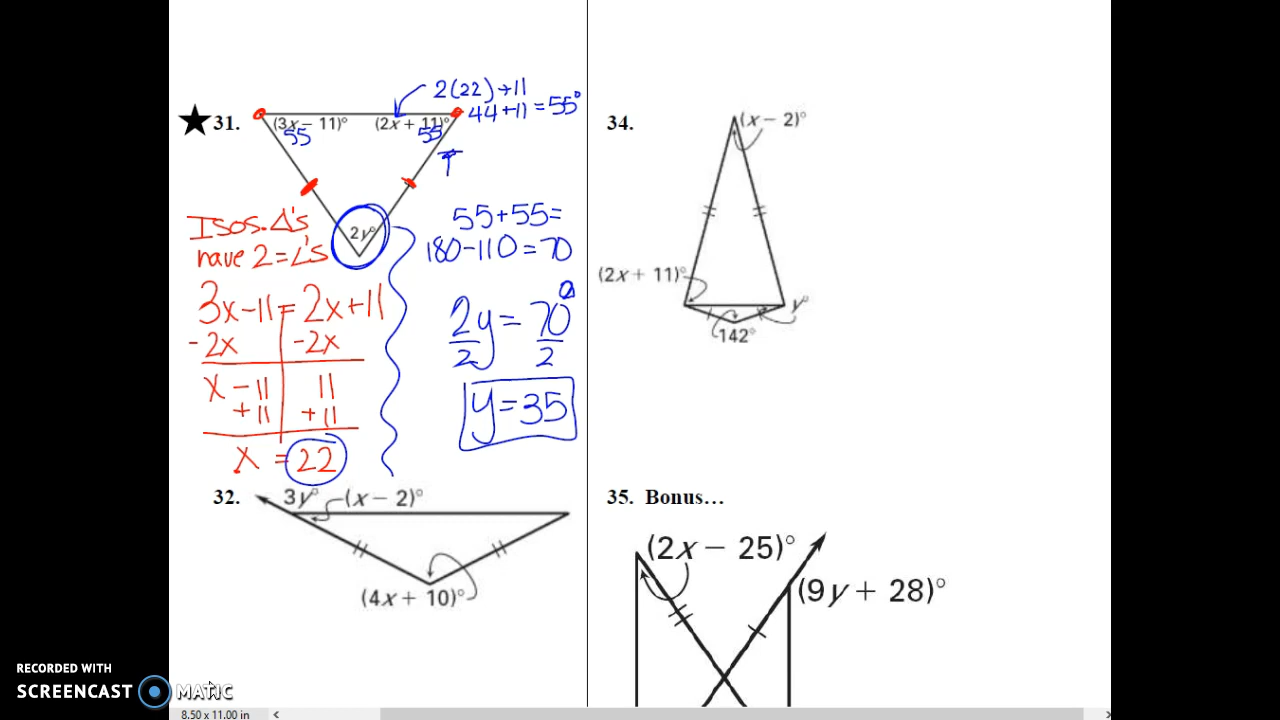 31.
(3x − 11)°
(2x + 11)°
2(22) + 11
44 + 11 = 55°
55
55
2y°
Isos. Δ's
have 2 = ∠'s
3x − 11 = 2x + 11
−2x −2x
x − 11 11
+ 11 + 11
x = 22
55 + 55 =
180 − 110 = 70
2y = 70°
2 2
y = 35
32.
3y°
(x − 2)°
(4x + 10)°
34.
(x − 2)°
(2x + 11)°
y°
142°
35. Bonus…
(2x − 25)°
(9y + 28)°
RECORDED WITH
SCREENCAST MATIC
8.50 x 11.00 in